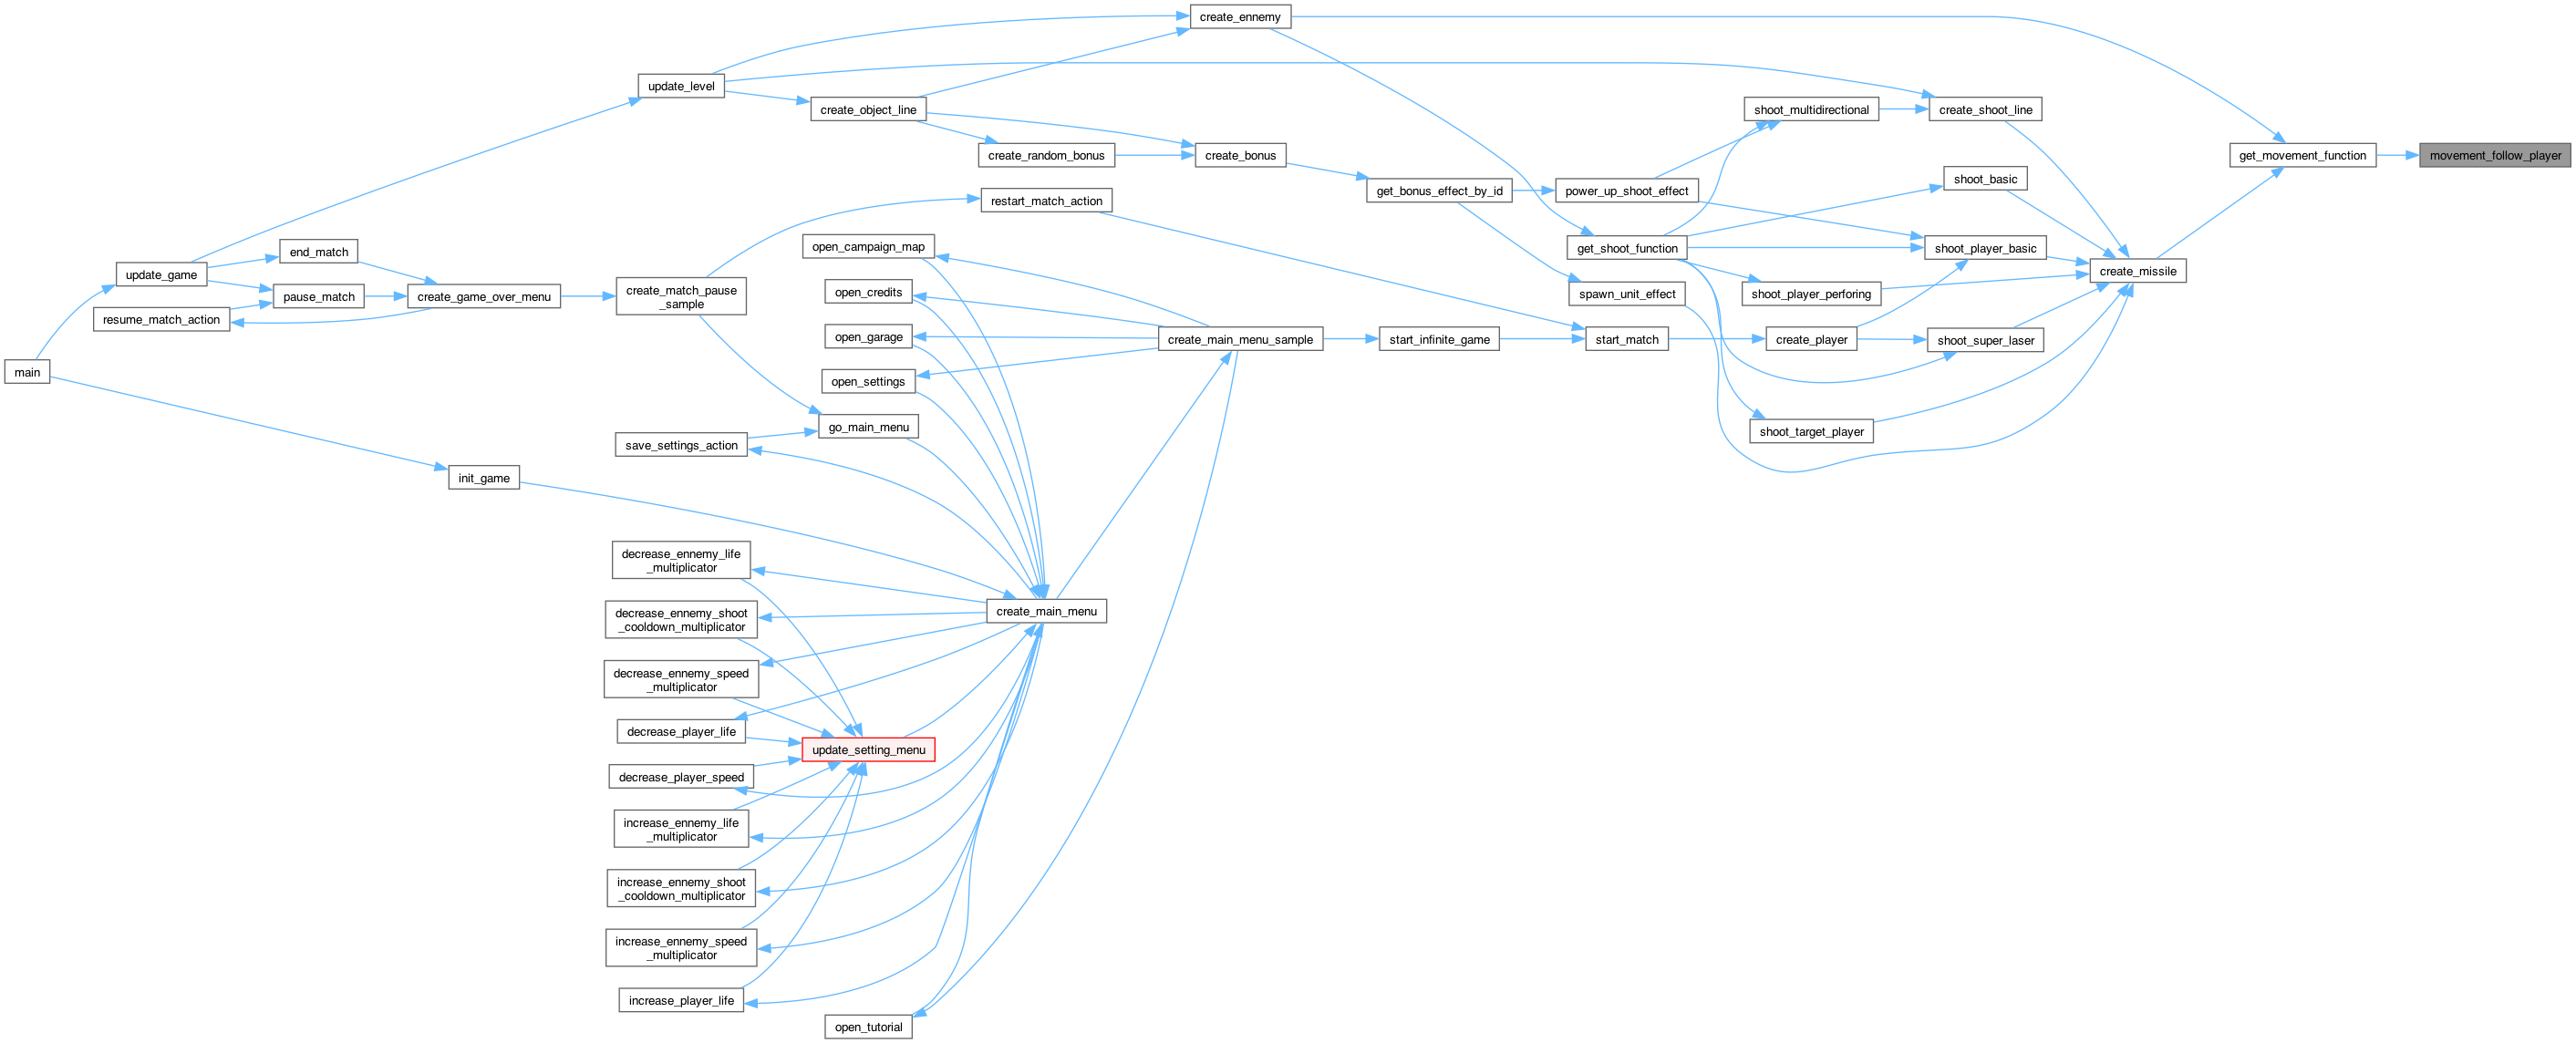 create_ennemy
update_level
create_object_line
shoot_multidirectional
create_shoot_line
create_random_bonus
create_bonus
get_movement_function
movement_follow_player
shoot_basic
get_bonus_effect_by_id
power_up_shoot_effect
restart_match_action
open_campaign_map
get_shoot_function
shoot_player_basic
end_match
update_game
create_missile
pause_match
create_game_over_menu
create_match_pause
_sample
open_credits
spawn_unit_effect
shoot_player_perforing
resume_match_action
open_garage
create_main_menu_sample
start_infinite_game
start_match
create_player
shoot_super_laser
main
open_settings
go_main_menu
shoot_target_player
save_settings_action
init_game
decrease_ennemy_life
_multiplicator
decrease_ennemy_shoot
_cooldown_multiplicator
create_main_menu
decrease_ennemy_speed
_multiplicator
decrease_player_life
update_setting_menu
decrease_player_speed
increase_ennemy_life
_multiplicator
increase_ennemy_shoot
_cooldown_multiplicator
increase_ennemy_speed
_multiplicator
increase_player_life
open_tutorial